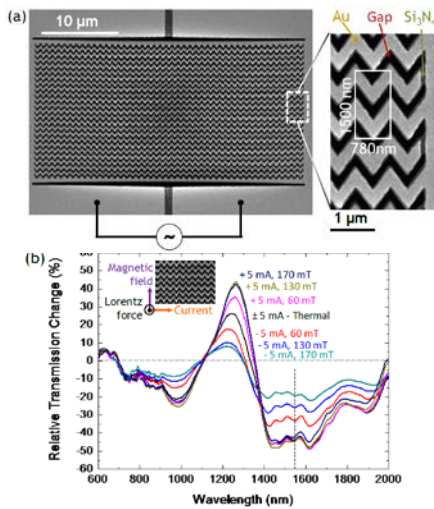 (a)
10 μm
Au
Gap
Si3N
1500 nm
780nm
1 μm
~
(b)
Magnetic
field
Lorentz
force
Current
+ 5 mA, 170 mT
+ 5 mA, 130 mT
+ 5 mA, 60 mT
± 5 mA - Thermal
- 5 mA, 60 mT
- 5 mA, 130 mT
- 5 mA, 170 mT
Relative Transmission Change (%)
50
40
30
20
10
0
-10
-20
-30
-40
-50
-60
600
800
1000
1200
1400
1600
1800
2000
Wavelength (nm)